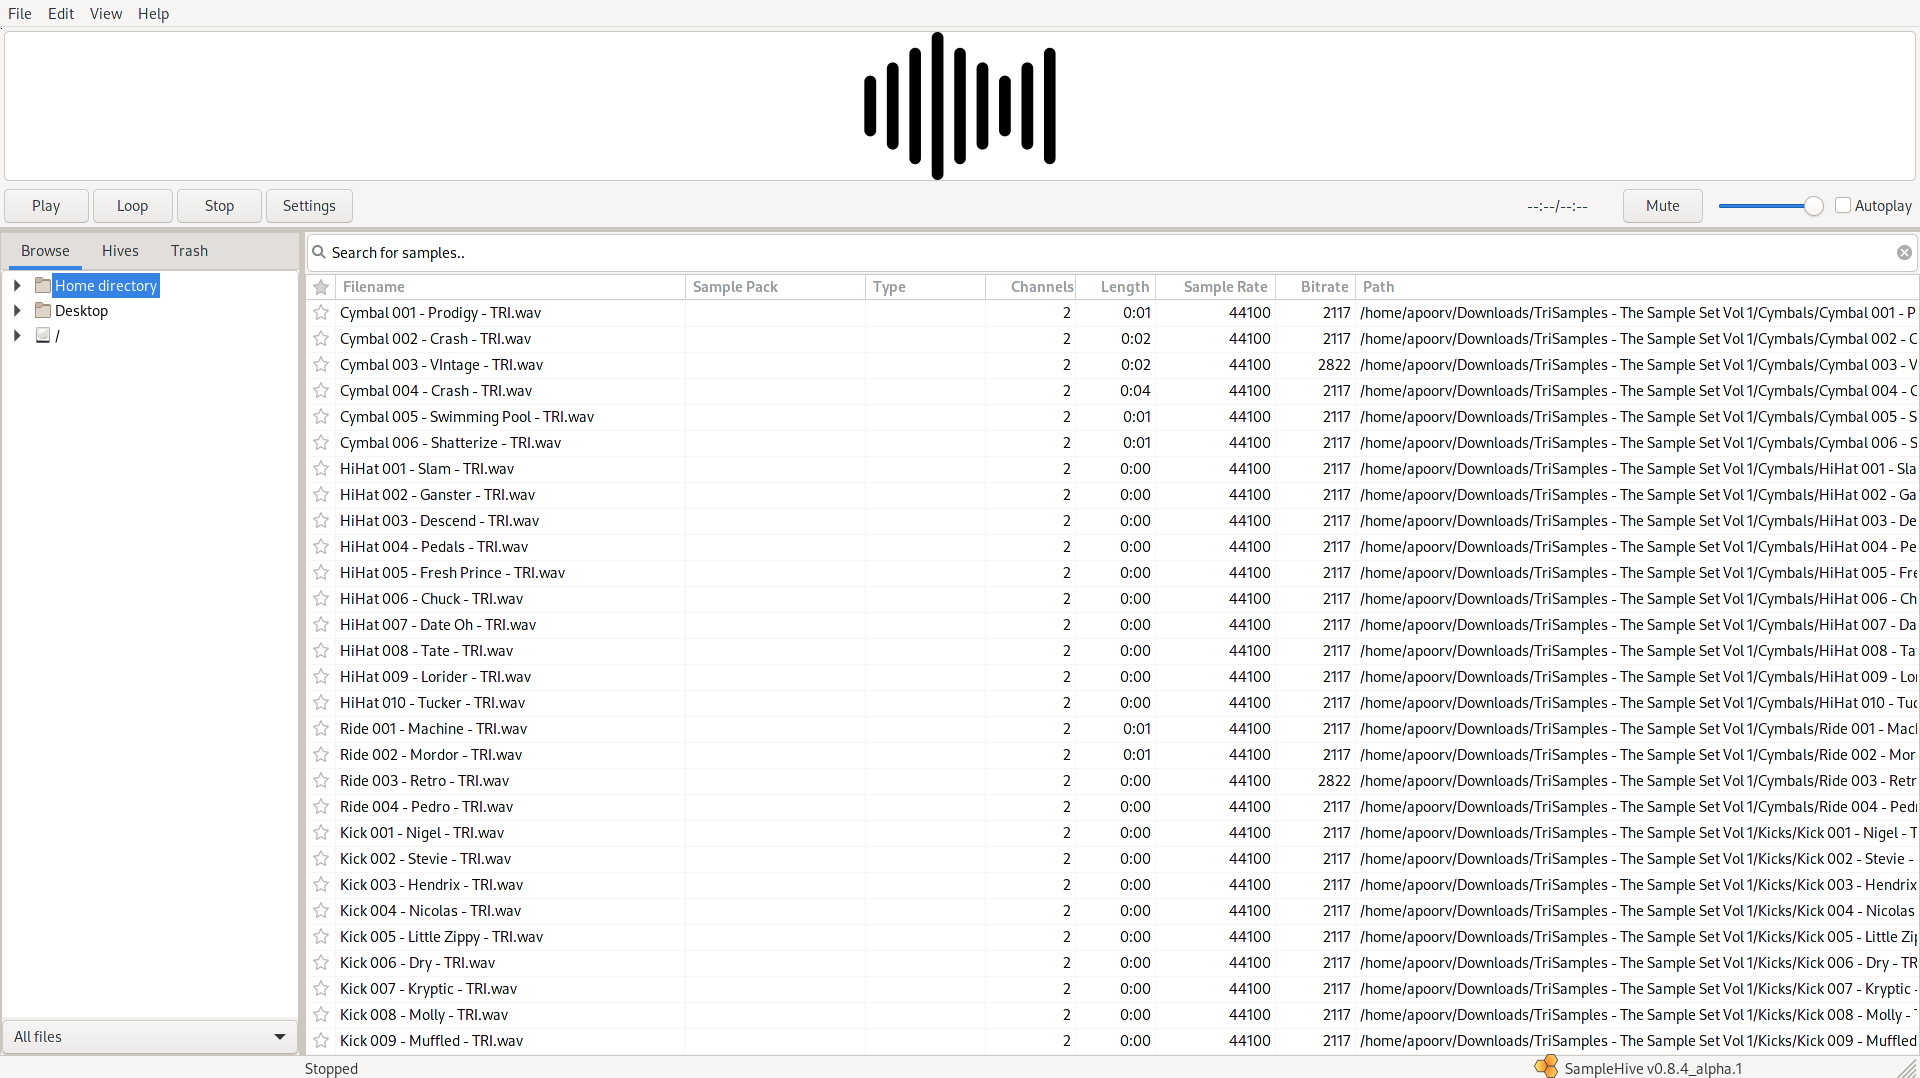 File Edit View Help
Play Loop Stop Settings --:--/--:-- Mute Autoplay
Browse Hives Trash
Home directory
Desktop
/
All files
Search for samples..
Filename Sample Pack Type Channels Length Sample Rate Bitrate Path
Cymbal 001 - Prodigy - TRI.wav 2 0:01 44100 2117 /home/apoorv/Downloads/TriSamples - The Sample Set Vol 1/Cymbals/Cymbal 001 - P
Cymbal 002 - Crash - TRI.wav 2 0:02 44100 2117 /home/apoorv/Downloads/TriSamples - The Sample Set Vol 1/Cymbals/Cymbal 002 - C
Cymbal 003 - VIntage - TRI.wav 2 0:02 44100 2822 /home/apoorv/Downloads/TriSamples - The Sample Set Vol 1/Cymbals/Cymbal 003 - V
Cymbal 004 - Crash - TRI.wav 2 0:04 44100 2117 /home/apoorv/Downloads/TriSamples - The Sample Set Vol 1/Cymbals/Cymbal 004 - C
Cymbal 005 - Swimming Pool - TRI.wav 2 0:01 44100 2117 /home/apoorv/Downloads/TriSamples - The Sample Set Vol 1/Cymbals/Cymbal 005 - S
Cymbal 006 - Shatterize - TRI.wav 2 0:01 44100 2117 /home/apoorv/Downloads/TriSamples - The Sample Set Vol 1/Cymbals/Cymbal 006 - S
HiHat 001 - Slam - TRI.wav 2 0:00 44100 2117 /home/apoorv/Downloads/TriSamples - The Sample Set Vol 1/Cymbals/HiHat 001 - Sla
HiHat 002 - Ganster - TRI.wav 2 0:00 44100 2117 /home/apoorv/Downloads/TriSamples - The Sample Set Vol 1/Cymbals/HiHat 002 - Ga
HiHat 003 - Descend - TRI.wav 2 0:00 44100 2117 /home/apoorv/Downloads/TriSamples - The Sample Set Vol 1/Cymbals/HiHat 003 - De
HiHat 004 - Pedals - TRI.wav 2 0:00 44100 2117 /home/apoorv/Downloads/TriSamples - The Sample Set Vol 1/Cymbals/HiHat 004 - Pe
HiHat 005 - Fresh Prince - TRI.wav 2 0:00 44100 2117 /home/apoorv/Downloads/TriSamples - The Sample Set Vol 1/Cymbals/HiHat 005 - Fre
HiHat 006 - Chuck - TRI.wav 2 0:00 44100 2117 /home/apoorv/Downloads/TriSamples - The Sample Set Vol 1/Cymbals/HiHat 006 - Ch
HiHat 007 - Date Oh - TRI.wav 2 0:00 44100 2117 /home/apoorv/Downloads/TriSamples - The Sample Set Vol 1/Cymbals/HiHat 007 - Da
HiHat 008 - Tate - TRI.wav 2 0:00 44100 2117 /home/apoorv/Downloads/TriSamples - The Sample Set Vol 1/Cymbals/HiHat 008 - Ta
HiHat 009 - Lorider - TRI.wav 2 0:00 44100 2117 /home/apoorv/Downloads/TriSamples - The Sample Set Vol 1/Cymbals/HiHat 009 - Lor
HiHat 010 - Tucker - TRI.wav 2 0:00 44100 2117 /home/apoorv/Downloads/TriSamples - The Sample Set Vol 1/Cymbals/HiHat 010 - Tuc
Ride 001 - Machine - TRI.wav 2 0:01 44100 2117 /home/apoorv/Downloads/TriSamples - The Sample Set Vol 1/Cymbals/Ride 001 - Mac
Ride 002 - Mordor - TRI.wav 2 0:01 44100 2117 /home/apoorv/Downloads/TriSamples - The Sample Set Vol 1/Cymbals/Ride 002 - Mor
Ride 003 - Retro - TRI.wav 2 0:00 44100 2822 /home/apoorv/Downloads/TriSamples - The Sample Set Vol 1/Cymbals/Ride 003 - Retr
Ride 004 - Pedro - TRI.wav 2 0:00 44100 2117 /home/apoorv/Downloads/TriSamples - The Sample Set Vol 1/Cymbals/Ride 004 - Pedr
Kick 001 - Nigel - TRI.wav 2 0:00 44100 2117 /home/apoorv/Downloads/TriSamples - The Sample Set Vol 1/Kicks/Kick 001 - Nigel - T
Kick 002 - Stevie - TRI.wav 2 0:00 44100 2117 /home/apoorv/Downloads/TriSamples - The Sample Set Vol 1/Kicks/Kick 002 - Stevie -
Kick 003 - Hendrix - TRI.wav 2 0:00 44100 2117 /home/apoorv/Downloads/TriSamples - The Sample Set Vol 1/Kicks/Kick 003 - Hendrix
Kick 004 - Nicolas - TRI.wav 2 0:00 44100 2117 /home/apoorv/Downloads/TriSamples - The Sample Set Vol 1/Kicks/Kick 004 - Nicolas
Kick 005 - Little Zippy - TRI.wav 2 0:00 44100 2117 /home/apoorv/Downloads/TriSamples - The Sample Set Vol 1/Kicks/Kick 005 - Little Zip
Kick 006 - Dry - TRI.wav 2 0:00 44100 2117 /home/apoorv/Downloads/TriSamples - The Sample Set Vol 1/Kicks/Kick 006 - Dry - TR
Kick 007 - Kryptic - TRI.wav 2 0:00 44100 2117 /home/apoorv/Downloads/TriSamples - The Sample Set Vol 1/Kicks/Kick 007 - Kryptic -
Kick 008 - Molly - TRI.wav 2 0:00 44100 2117 /home/apoorv/Downloads/TriSamples - The Sample Set Vol 1/Kicks/Kick 008 - Molly - T
Kick 009 - Muffled - TRI.wav 2 0:00 44100 2117 /home/apoorv/Downloads/TriSamples - The Sample Set Vol 1/Kicks/Kick 009 - Muffled
Stopped SampleHive v0.8.4_alpha.1